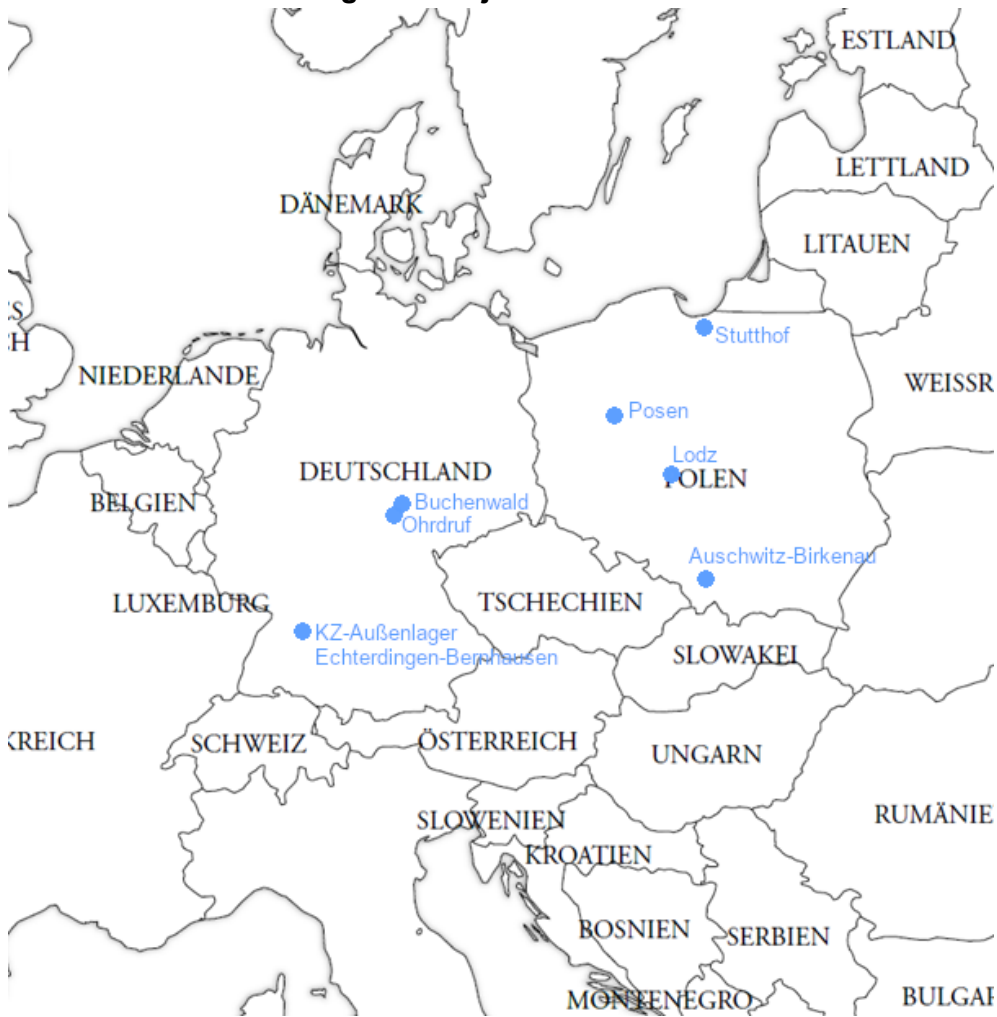 ESTLAND
LETTLAND
DÄNEMARK
LITAUEN
S
H
Stutthof
NIEDERLANDE
WEISSR
Posen
Lodz
DEUTSCHLAND
POLEN
BELGIEN
Buchenwald
Ohrdruf
Auschwitz-Birkenau
LUXEMBURG
TSCHECHIEN
KZ-Außenlager
Echterdingen-Bernhausen
SLOWAKEI
KREICH
SCHWEIZ
ÖSTERREICH
UNGARN
SLOWENIEN
RUMÄNIE
KROATIEN
BOSNIEN
SERBIEN
MONTENEGRO
BULGAR